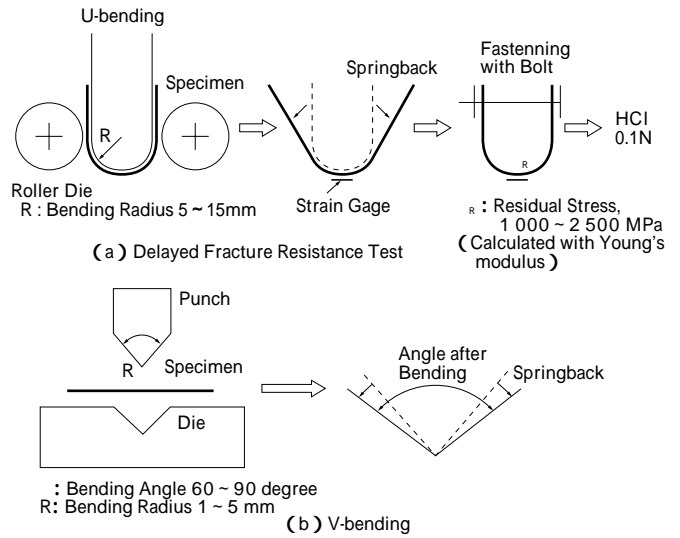 U-bending
Specimen
R
Roller Die
R : Bending Radius 5 ~ 15mm
Springback
Strain Gage
Fastenning
with Bolt
R
HCl
0.1N
R : Residual Stress,
1 000 ~ 2 500 MPa
(Calculated with Young's
modulus)
(a) Delayed Fracture Resistance Test
Punch
R
Specimen
Die
: Bending Angle 60 ~ 90 degree
R: Bending Radius 1 ~ 5 mm
Angle after
Bending
Springback
(b) V-bending